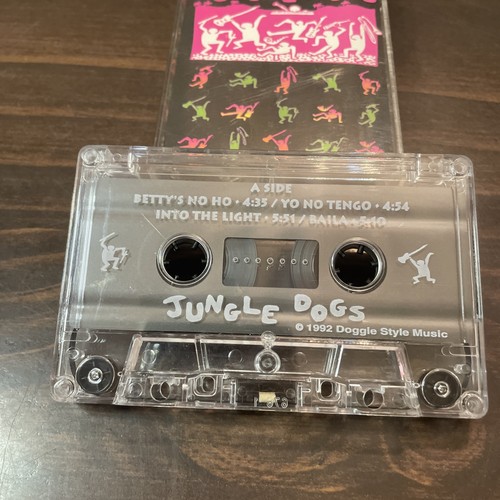 A SIDE
BETTY'S NO HO • 4:35 / YO NO TENGO • 4:54
INTO THE LIGHT • 5:51 / BAILA • 5:10
JUNGLE DOGS
© 1992 Doggie Style Music